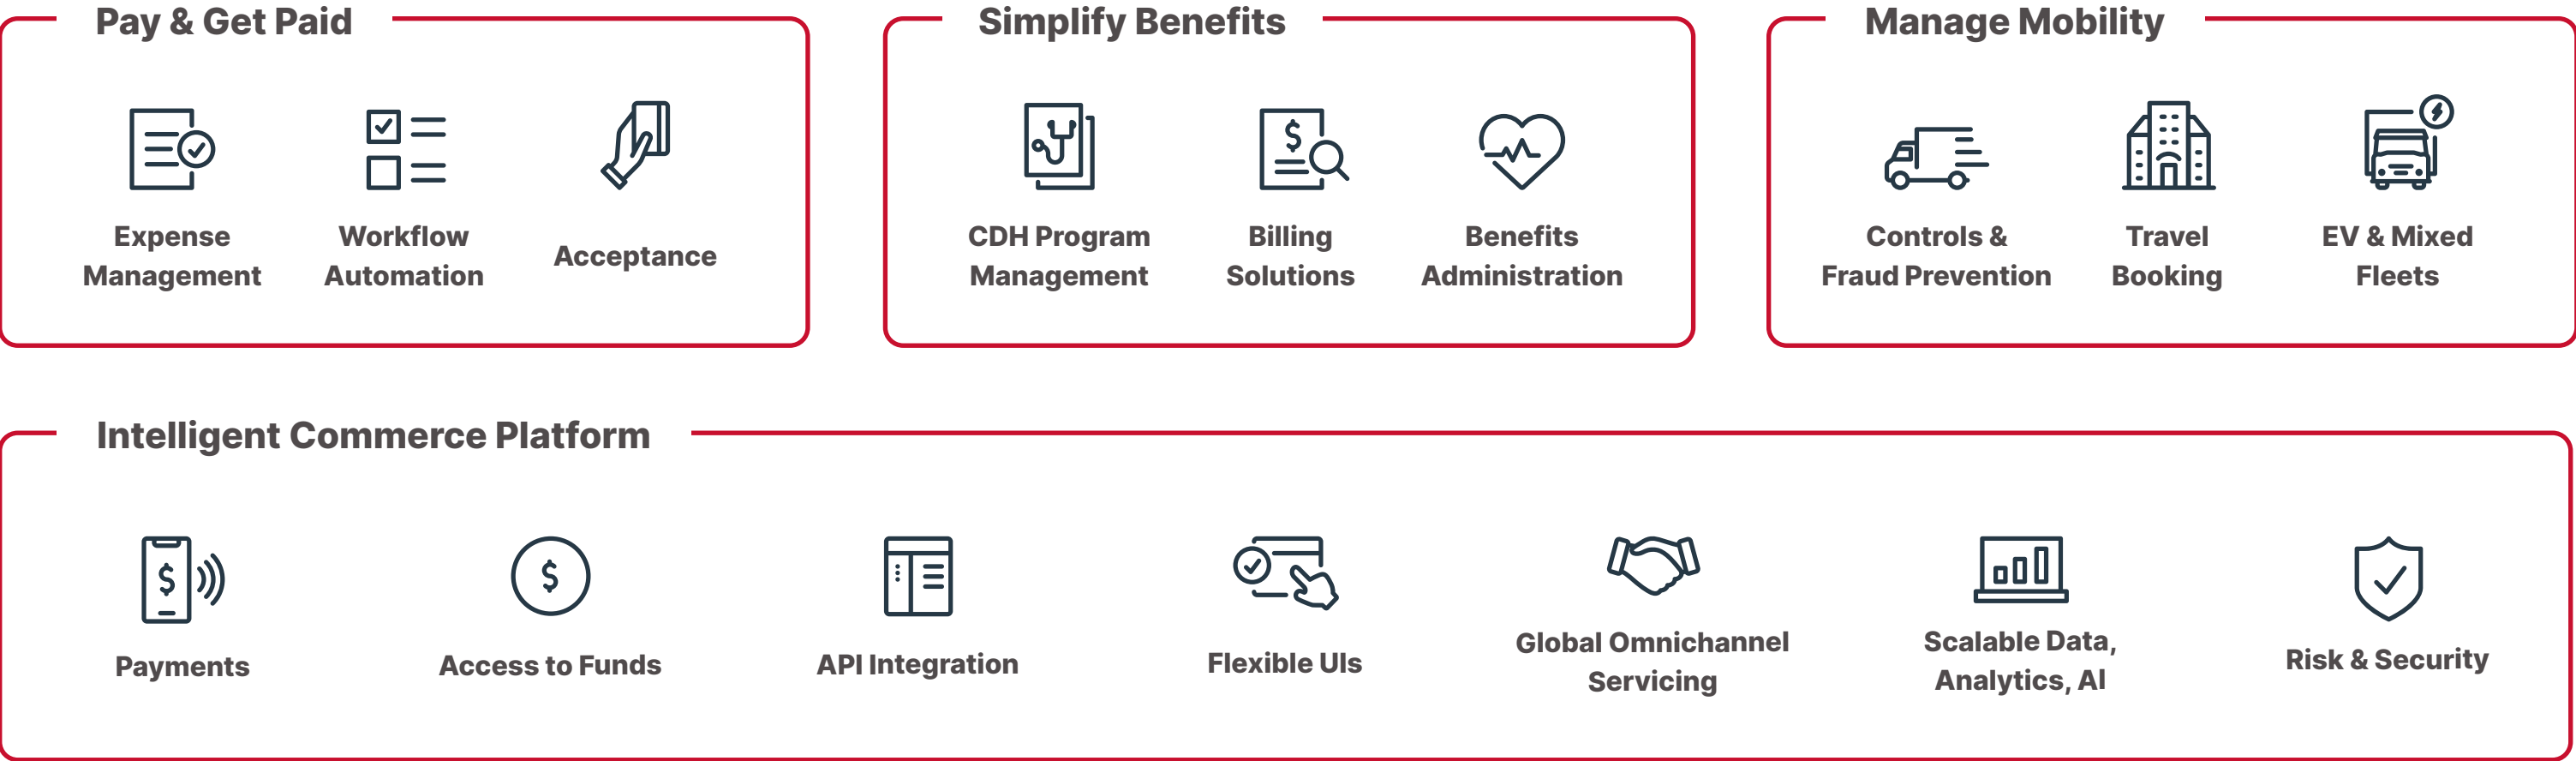 Pay & Get Paid
Expense
Management
Workflow
Automation
Acceptance
Simplify Benefits
CDH Program
Management
Billing
Solutions
Benefits
Administration
Manage Mobility
Controls &
Fraud Prevention
Travel
Booking
EV & Mixed
Fleets
Intelligent Commerce Platform
$
Payments
$
Access to Funds
API Integration
Flexible UIs
Global Omnichannel
Servicing
Scalable Data,
Analytics, AI
Risk & Security